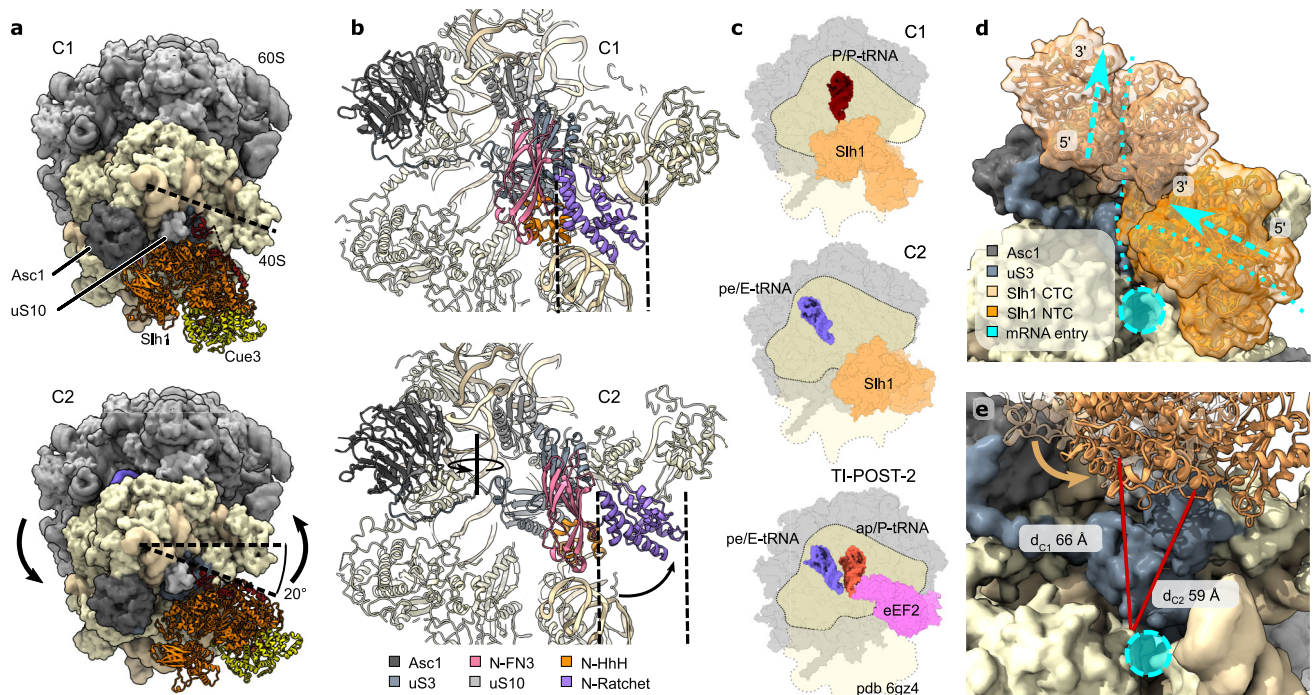 a
C1
60S
40S
Asc1
uS10
Slh1
Cue3
C2
20°
b
C1
C2
Asc1
N-FN3
N-HhH
uS3
uS10
N-Ratchet
c
C1
P/P-tRNA
Slh1
C2
pe/E-tRNA
Slh1
TI-POST-2
pe/E-tRNA
ap/P-tRNA
eEF2
pdb 6gz4
d
3'
5'
3'
5'
Asc1
uS3
Slh1 CTC
Slh1 NTC
mRNA entry
e
dC1 66 Å
dC2 59 Å